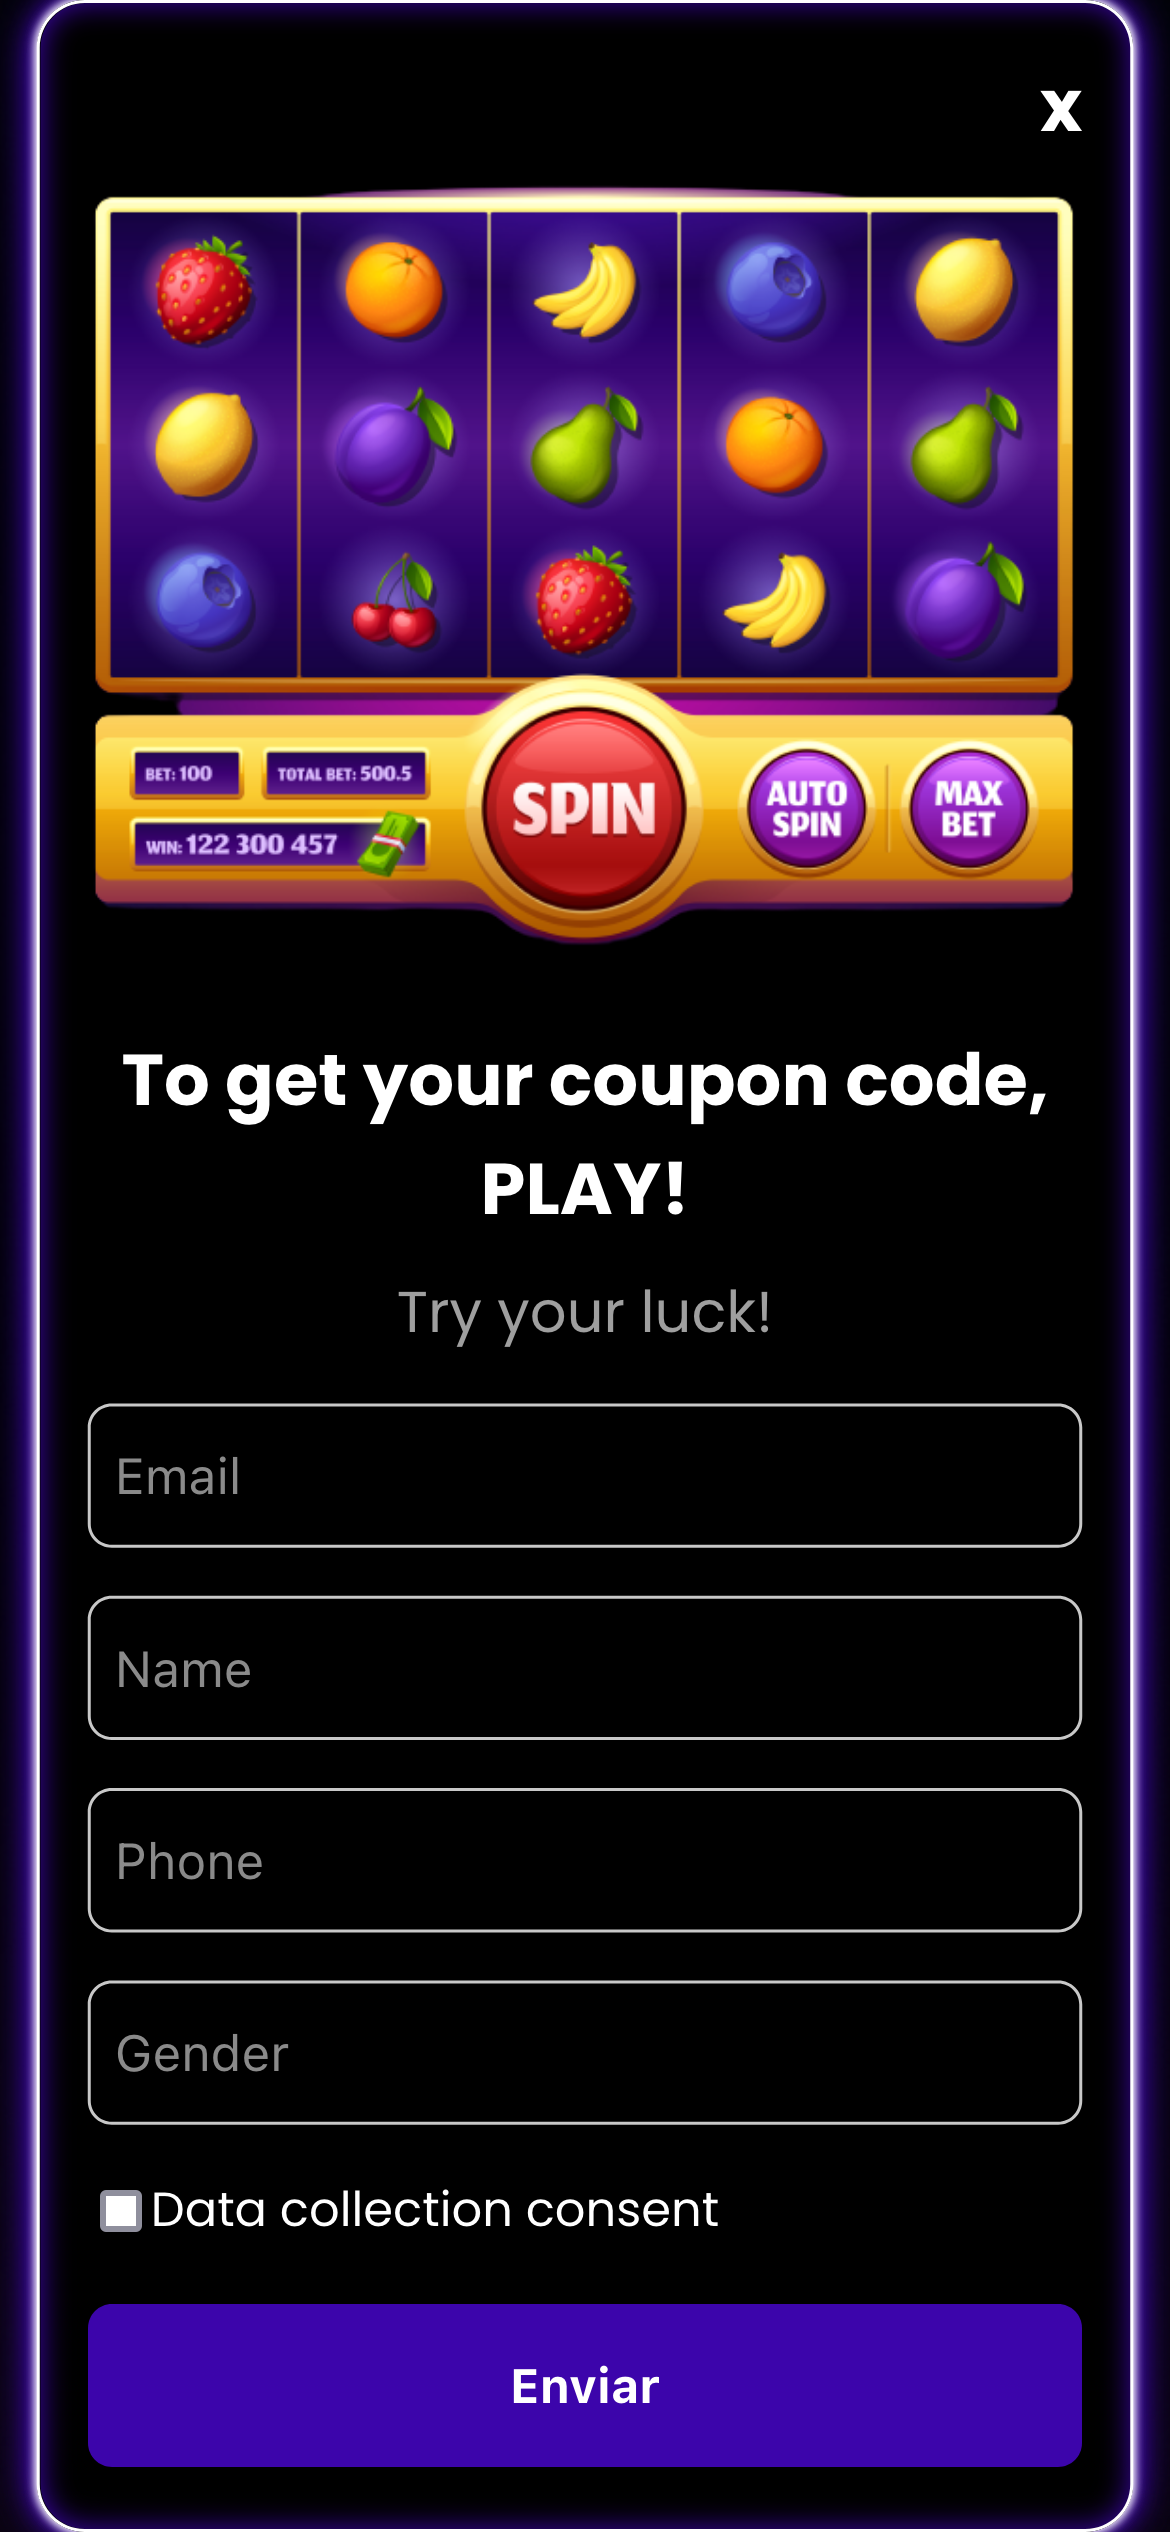 x
BET: 100
TOTAL BET: 500.5
WIN: 122 300 457
SPIN
AUTO
SPIN
MAX
BET
To get your coupon code,
PLAY!
Try your luck!
Email
Name
Phone
Gender
Data collection consent
Enviar